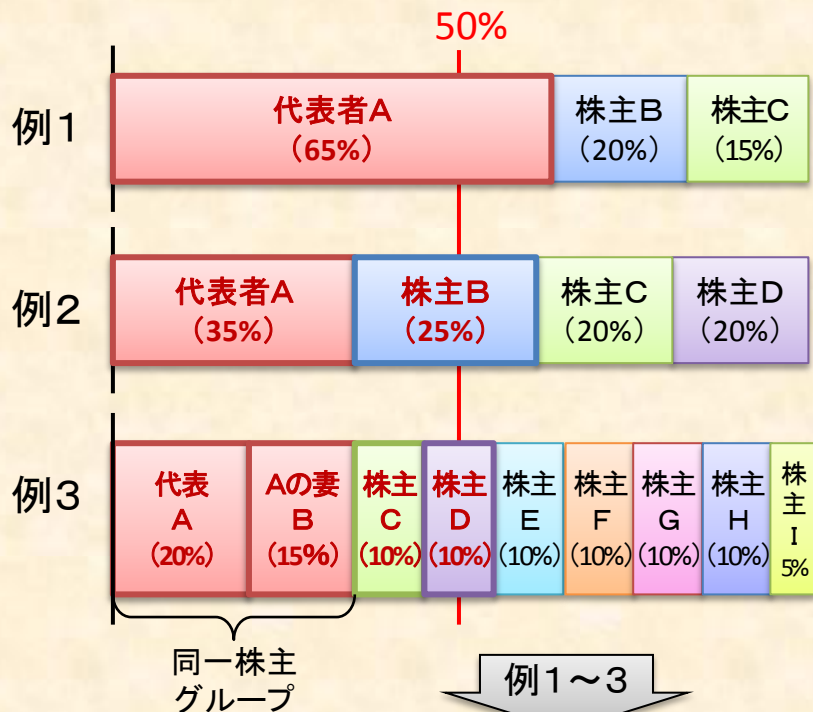 50%
例1
代表者A
（65%）
株主B
（20%）
株主C
（15%）
例2
代表者A
（35%）
株主B
（25%）
株主C
（20%）
株主D
（20%）
例3
代表
A
（20%）
Aの妻
B
（15%）
株主
C
（10%）
株主
D
（10%）
株主
E
（10%）
株主
F
（10%）
株主
G
（10%）
株主
H
（10%）
株
主
I
5%
同一株主
グループ
例1～3